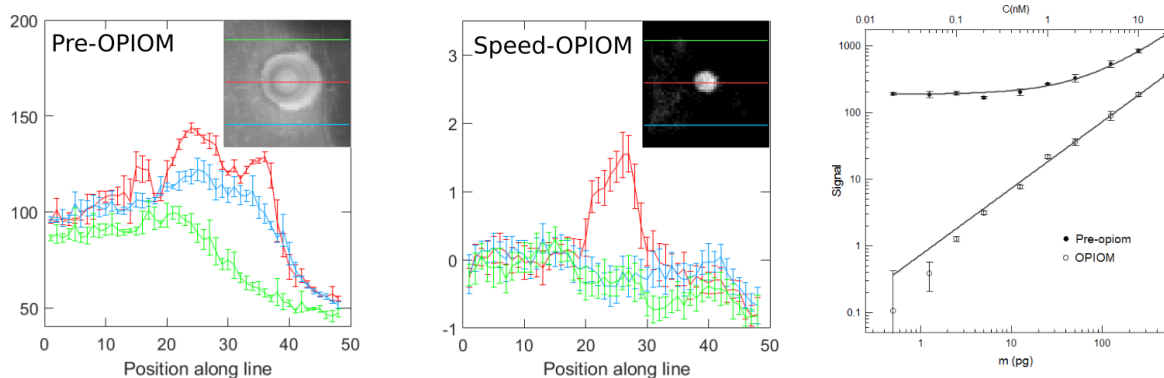 Pre-OPIOM
200
150
100
50
0 10 20 30 40 50
Position along line
Speed-OPIOM
3
2
1
0
-1
0 10 20 30 40 50
Position along line
C(nM)
0.01 0.1 1 10
1000
100
10
1
0.1
Signal
Pre-opiom
OPIOM
1 10 100
m (pg)